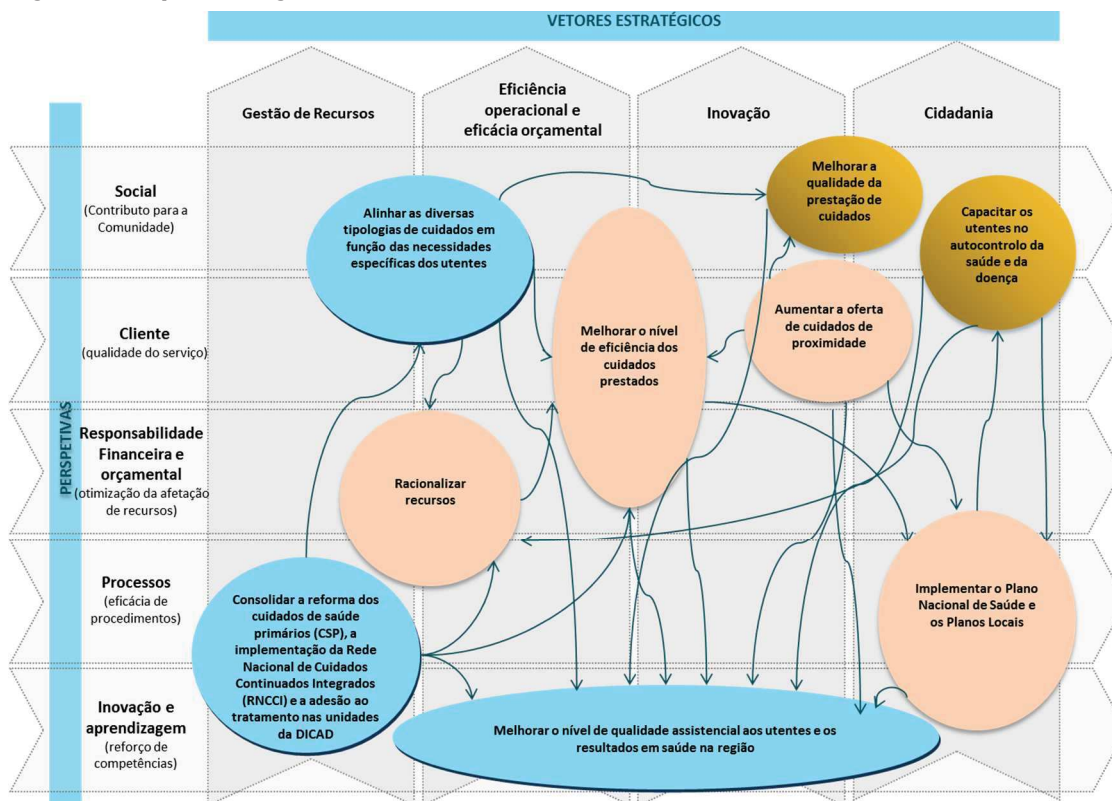 VETORES ESTRATÉGICOS
Gestão de Recursos
Eficiência
operacional e
eficácia orçamental
Inovação
Cidadania
PERSPETIVAS
Social
(Contributo para a
Comunidade)
Alinhar as diversas
tipologias de cuidados em
função das necessidades
específicas dos utentes
Melhorar a
qualidade da
prestação de
cuidados
Capacitar os
utentes no
autocontrolo da
saúde e da
doença
Cliente
(qualidade do serviço)
Melhorar o nível
de eficiência dos
cuidados
prestados
Aumentar a oferta
de cuidados de
proximidade
Responsabilidade
Financeira e
orçamental
(otimização da afetação
de recursos)
Racionalizar
recursos
Processos
(eficácia de
procedimentos)
Consolidar a reforma dos
cuidados de saúde
primários (CSP), a
implementação da Rede
Nacional de Cuidados
Continuados Integrados
(RNCCI) e a adesão ao
tratamento nas unidades
da DICAD
Implementar o Plano
Nacional de Saúde e
os Planos Locais
Inovação e
aprendizagem
(reforço de
competências)
Melhorar o nível de qualidade assistencial aos utentes e os
resultados em saúde na região